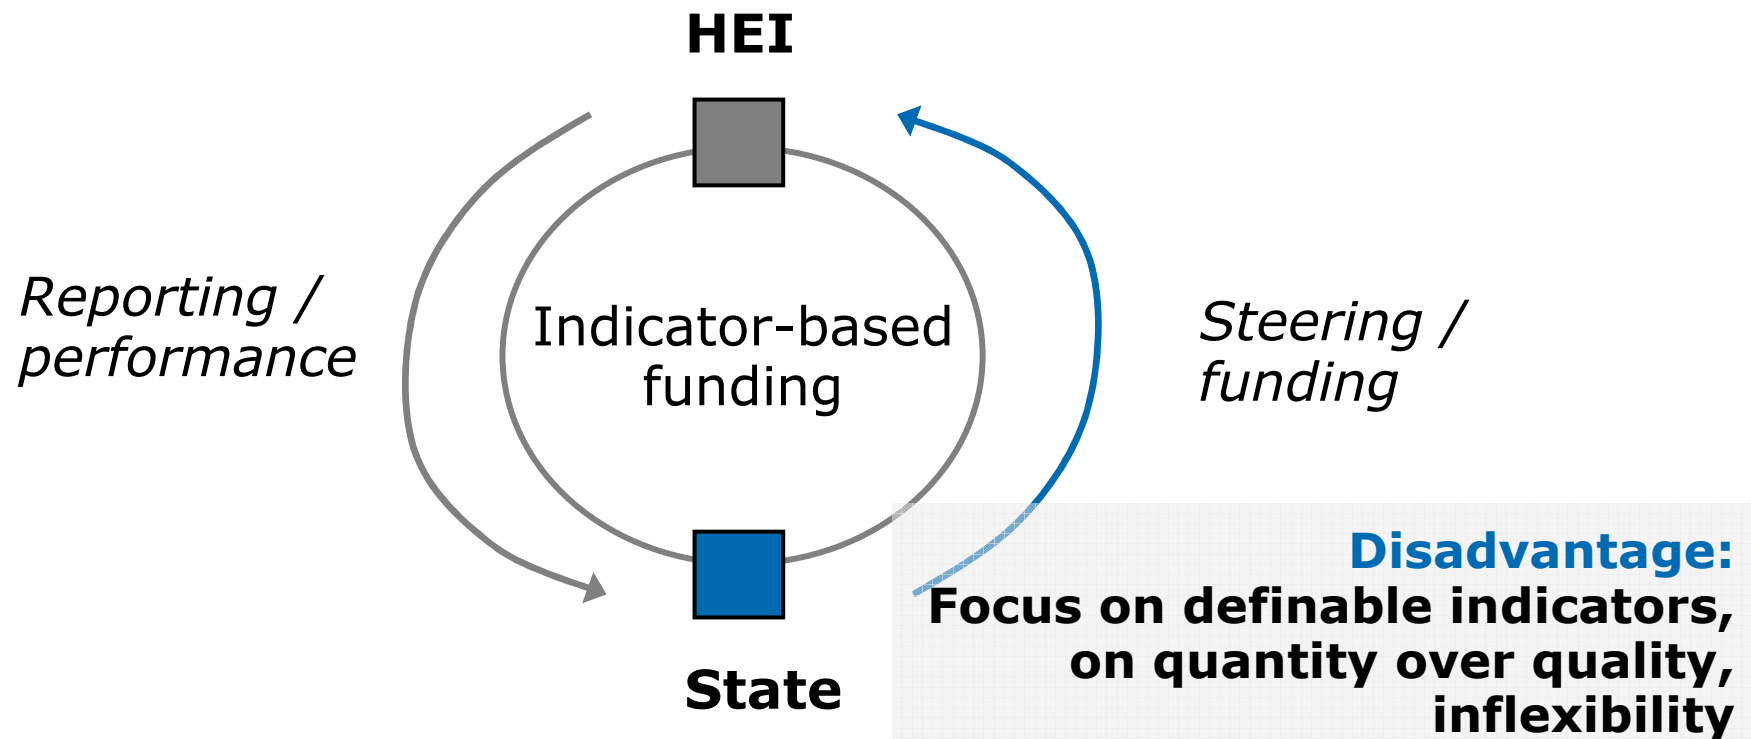 HEI
Reporting /
performance
Indicator-based
funding
Steering /
funding
State
Disadvantage:
Focus on definable indicators,
on quantity over quality,
inflexibility